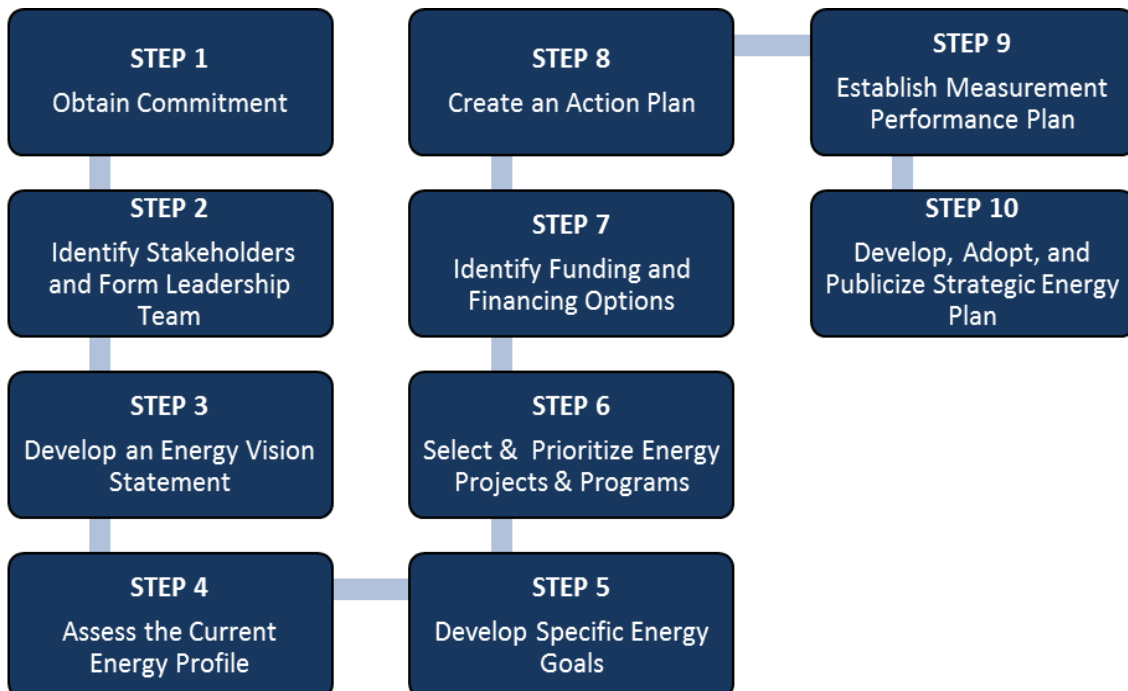 STEP 1
Obtain Commitment
STEP 2
Identify Stakeholders
and Form Leadership
Team
STEP 3
Develop an Energy Vision
Statement
STEP 4
Assess the Current
Energy Profile
STEP 5
Develop Specific Energy
Goals
STEP 6
Select & Prioritize Energy
Projects & Programs
STEP 7
Identify Funding and
Financing Options
STEP 8
Create an Action Plan
STEP 9
Establish Measurement
Performance Plan
STEP 10
Develop, Adopt, and
Publicize Strategic Energy
Plan